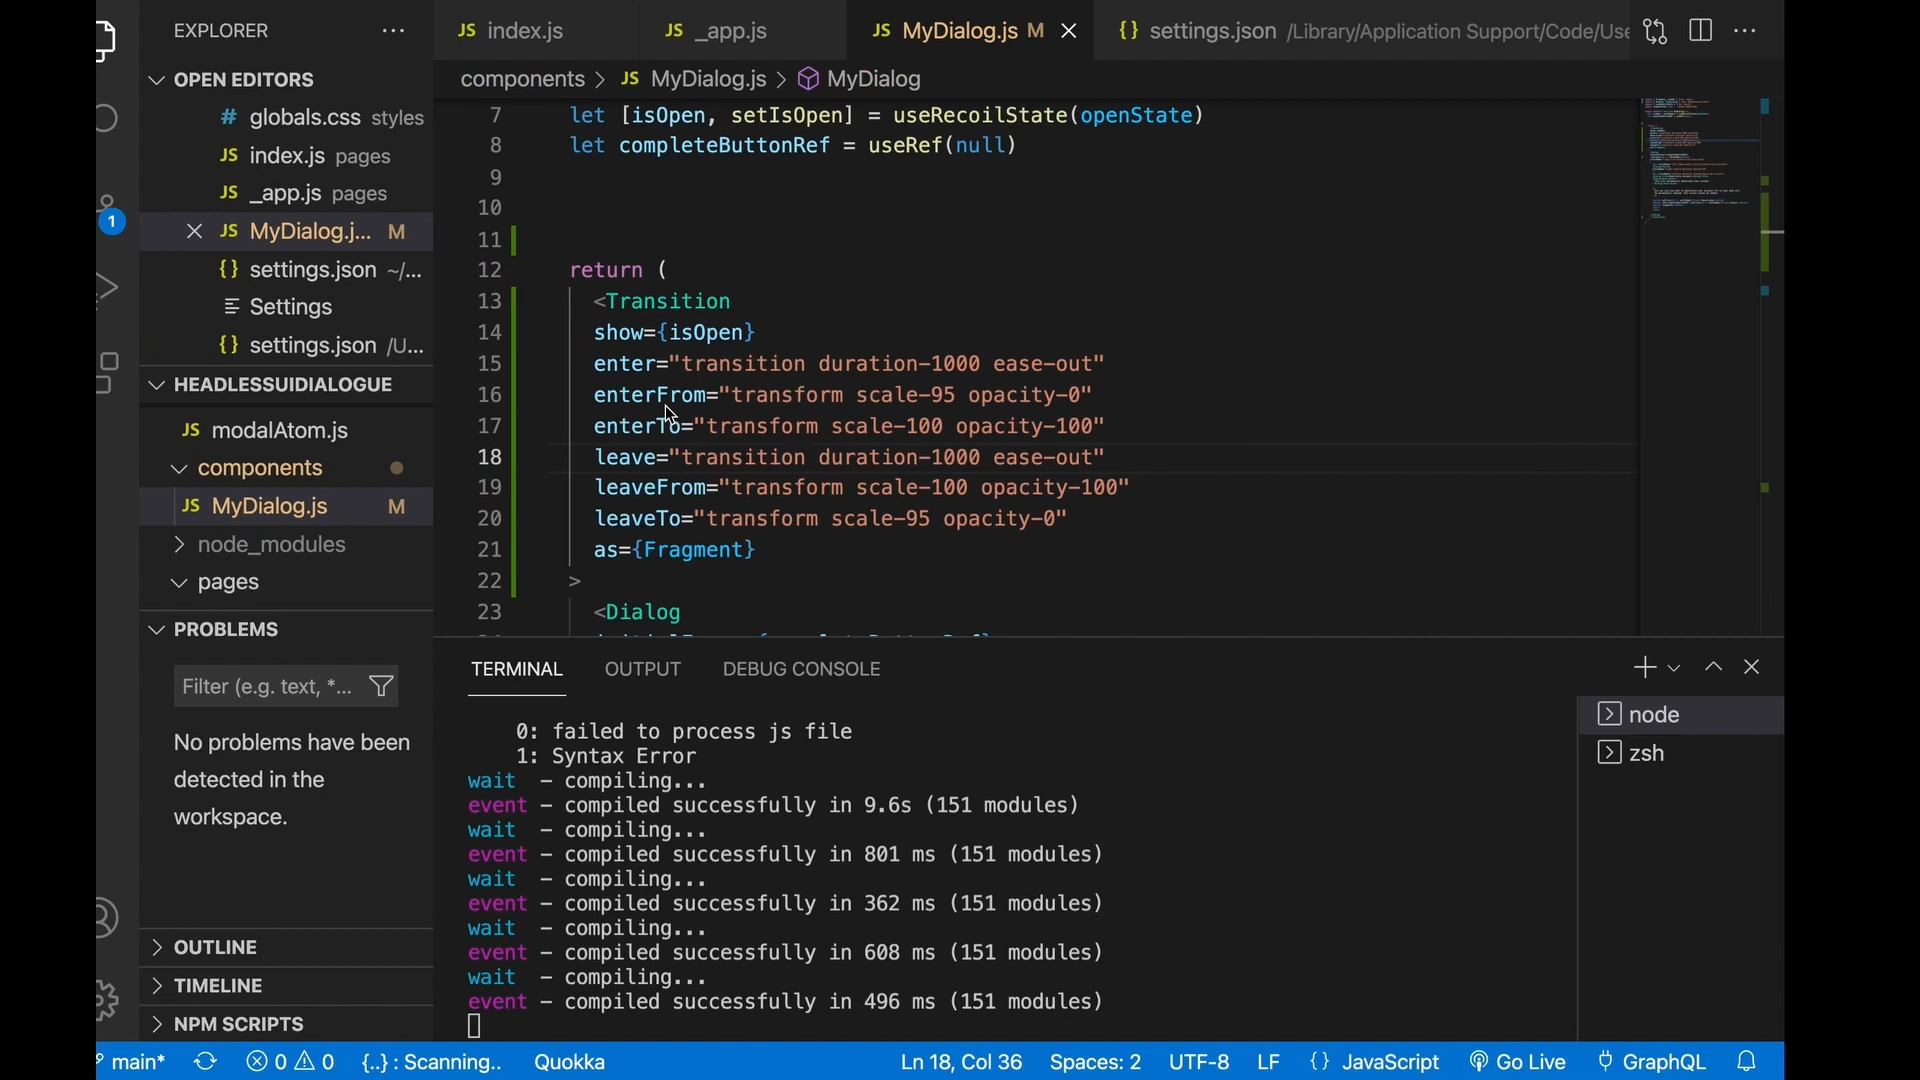 EXPLORER
JS index.js
JS _app.js
JS MyDialog.js M
{} settings.json /Library/Application Support/Code/Use
OPEN EDITORS
# globals.css styles
JS index.js pages
JS _app.js pages
JS MyDialog.j... M
{} settings.json ~/...
Settings
{} settings.json /U...
HEADLESSUIDIALOGUE
JS modalAtom.js
components
JS MyDialog.js M
node_modules
pages
PROBLEMS
Filter (e.g. text, *...
No problems have been
detected in the
workspace.
OUTLINE
TIMELINE
NPM SCRIPTS
1
components > JS MyDialog.js > MyDialog
7 let [isOpen, setIsOpen] = useRecoilState(openState)
8 let completeButtonRef = useRef(null)
9
10
11
12 return (
13 <Transition
14 show={isOpen}
15 enter="transition duration-1000 ease-out"
16 enterFrom="transform scale-95 opacity-0"
17 enterTo="transform scale-100 opacity-100"
18 leave="transition duration-1000 ease-out"
19 leaveFrom="transform scale-100 opacity-100"
20 leaveTo="transform scale-95 opacity-0"
21 as={Fragment}
22 >
23 <Dialog
TERMINAL OUTPUT DEBUG CONSOLE
0: failed to process js file
1: Syntax Error
wait – compiling...
event – compiled successfully in 9.6s (151 modules)
wait – compiling...
event – compiled successfully in 801 ms (151 modules)
wait – compiling...
event – compiled successfully in 362 ms (151 modules)
wait – compiling...
event – compiled successfully in 608 ms (151 modules)
wait – compiling...
event – compiled successfully in 496 ms (151 modules)
node
zsh
main* 0 0 {..} : Scanning.. Quokka Ln 18, Col 36 Spaces: 2 UTF-8 LF {} JavaScript Go Live GraphQL